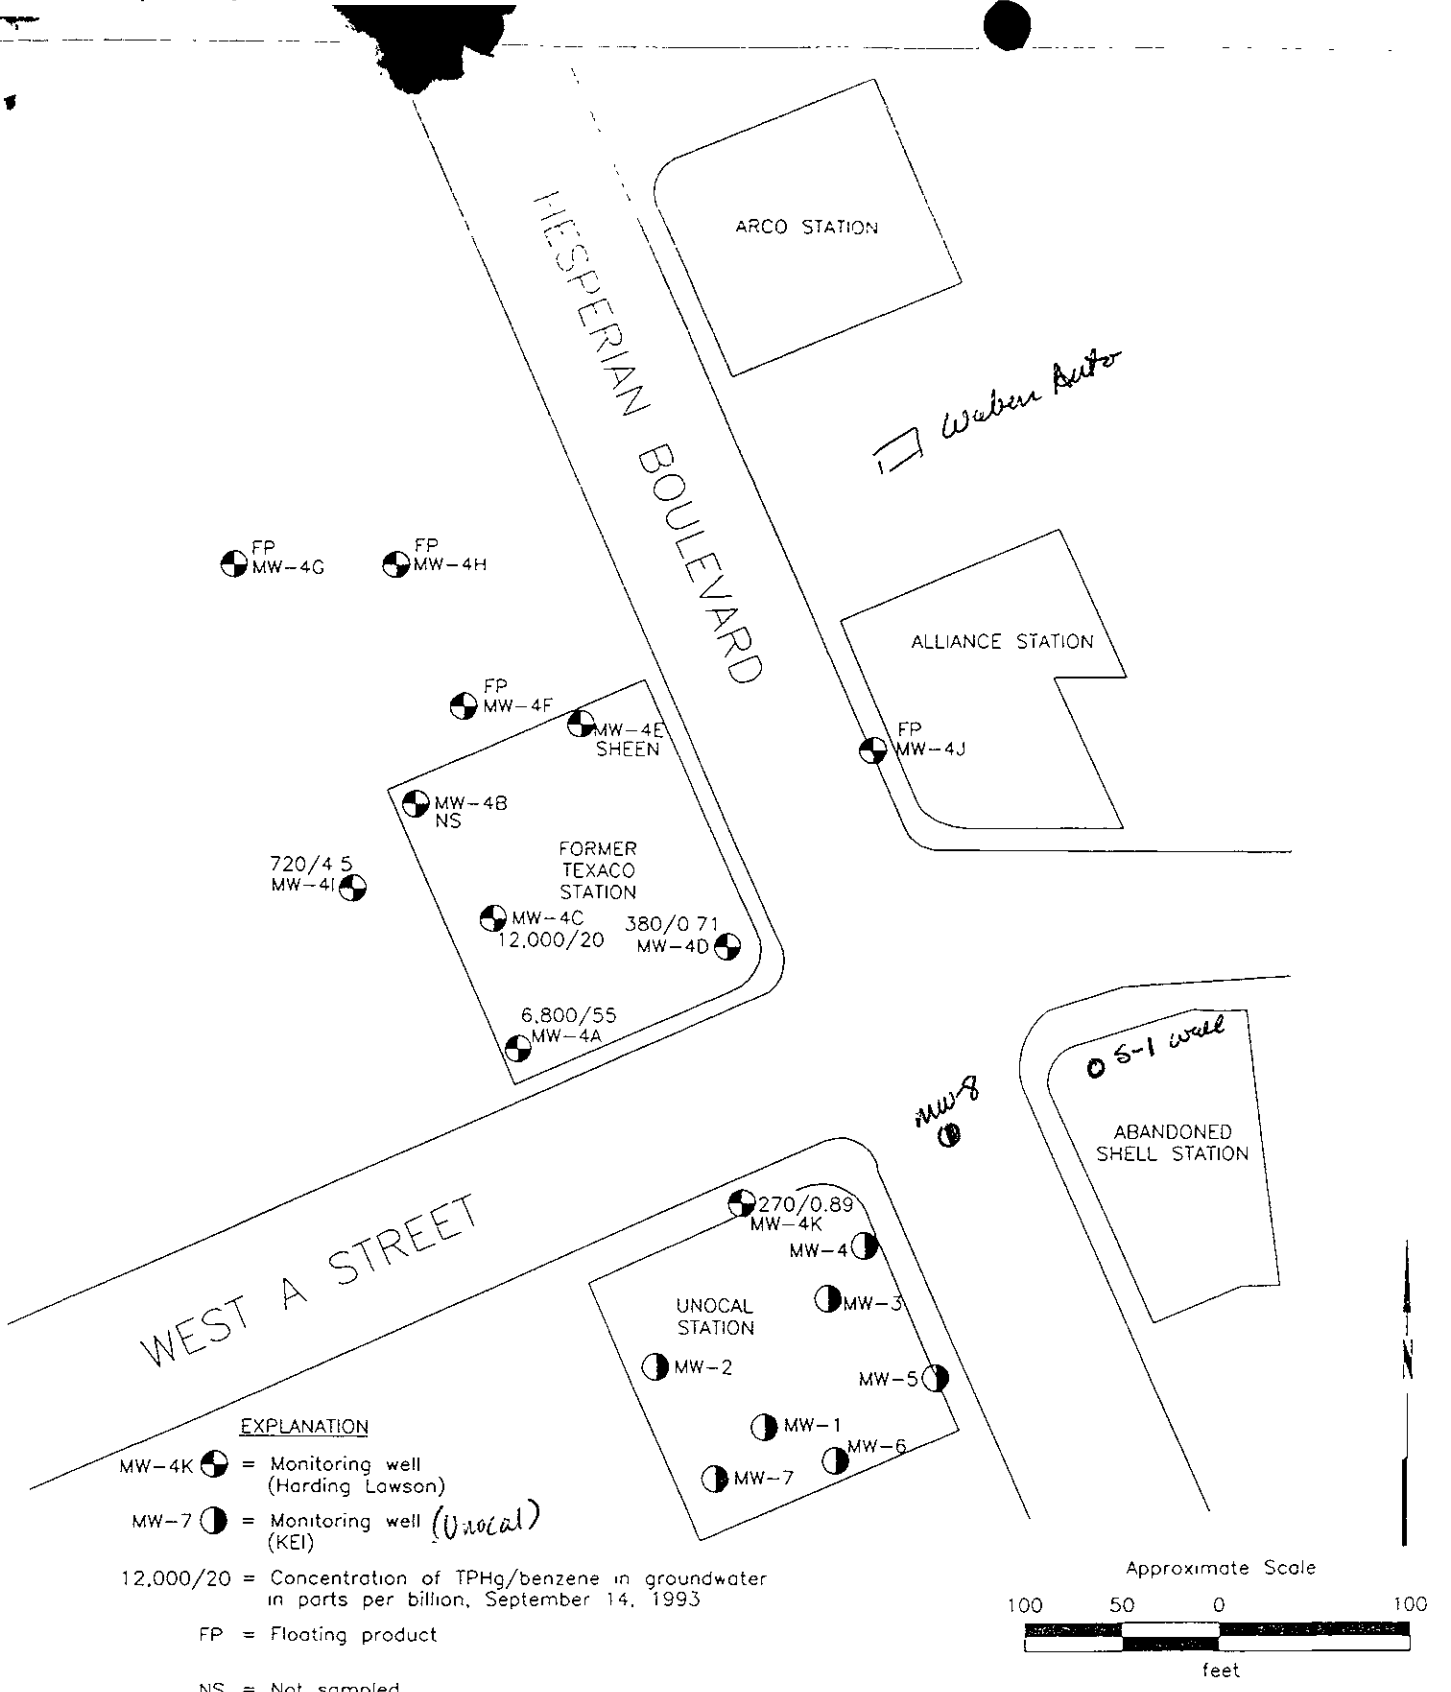 HESPERIAN BOULEVARD
ARCO STATION
Auto
FP
MW-4G
FP
MW-4H
ALLIANCE STATION
FP
MW-4F
MW-4E
SHEEN
FP
MW-4J
MW-4B
NS
FORMER
TEXACO
STATION
720/4 5
MW-4I
MW-4C
12,000/20
380/0 71
MW-4D
6,800/55
MW-4A
S-1 well
MW-8
ABANDONED
SHELL STATION
WEST A STREET
270/0.89
MW-4K
MW-4
MW-3
UNOCAL
STATION
MW-2
MW-5
MW-1
MW-6
MW-7
N
EXPLANATION
MW-4K = Monitoring well
(Harding Lawson)
MW-7 = Monitoring well (Unocal)
(KEI)
12,000/20 = Concentration of TPHg/benzene in groundwater
in parts per billion, September 14, 1993
FP = Floating product
NS = Not sampled
Approximate Scale
100 50 0 100
feet